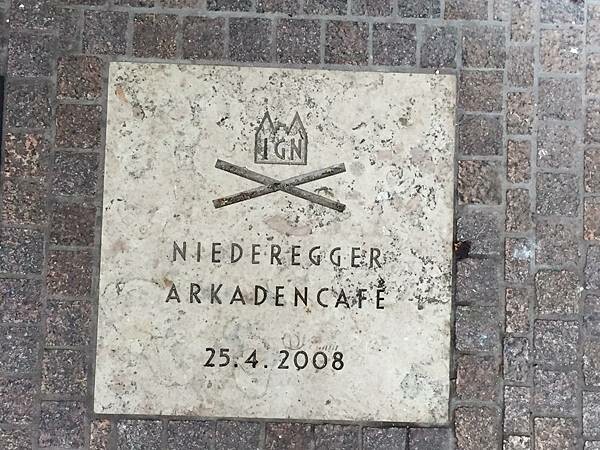 IGN
NIEDEREGGER
ARKADENCAFÉ
25.4.2008